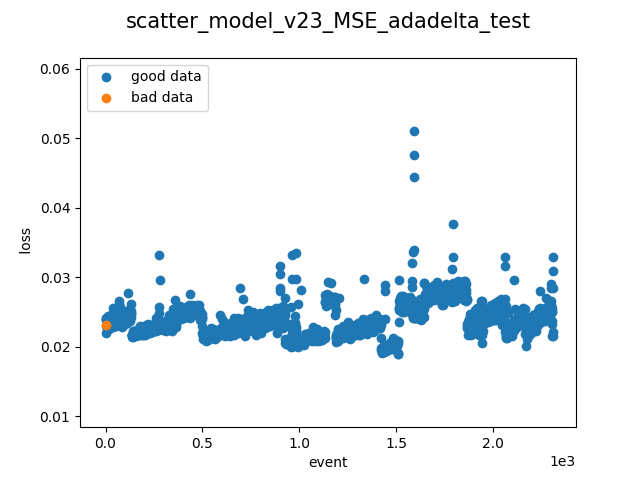 scatter_model_v23_MSE_adadelta_test
good data
bad data
0.06
0.05
0.04
0.03
0.02
0.01
loss
0.0
0.5
1.0
1.5
2.0
event
1e3